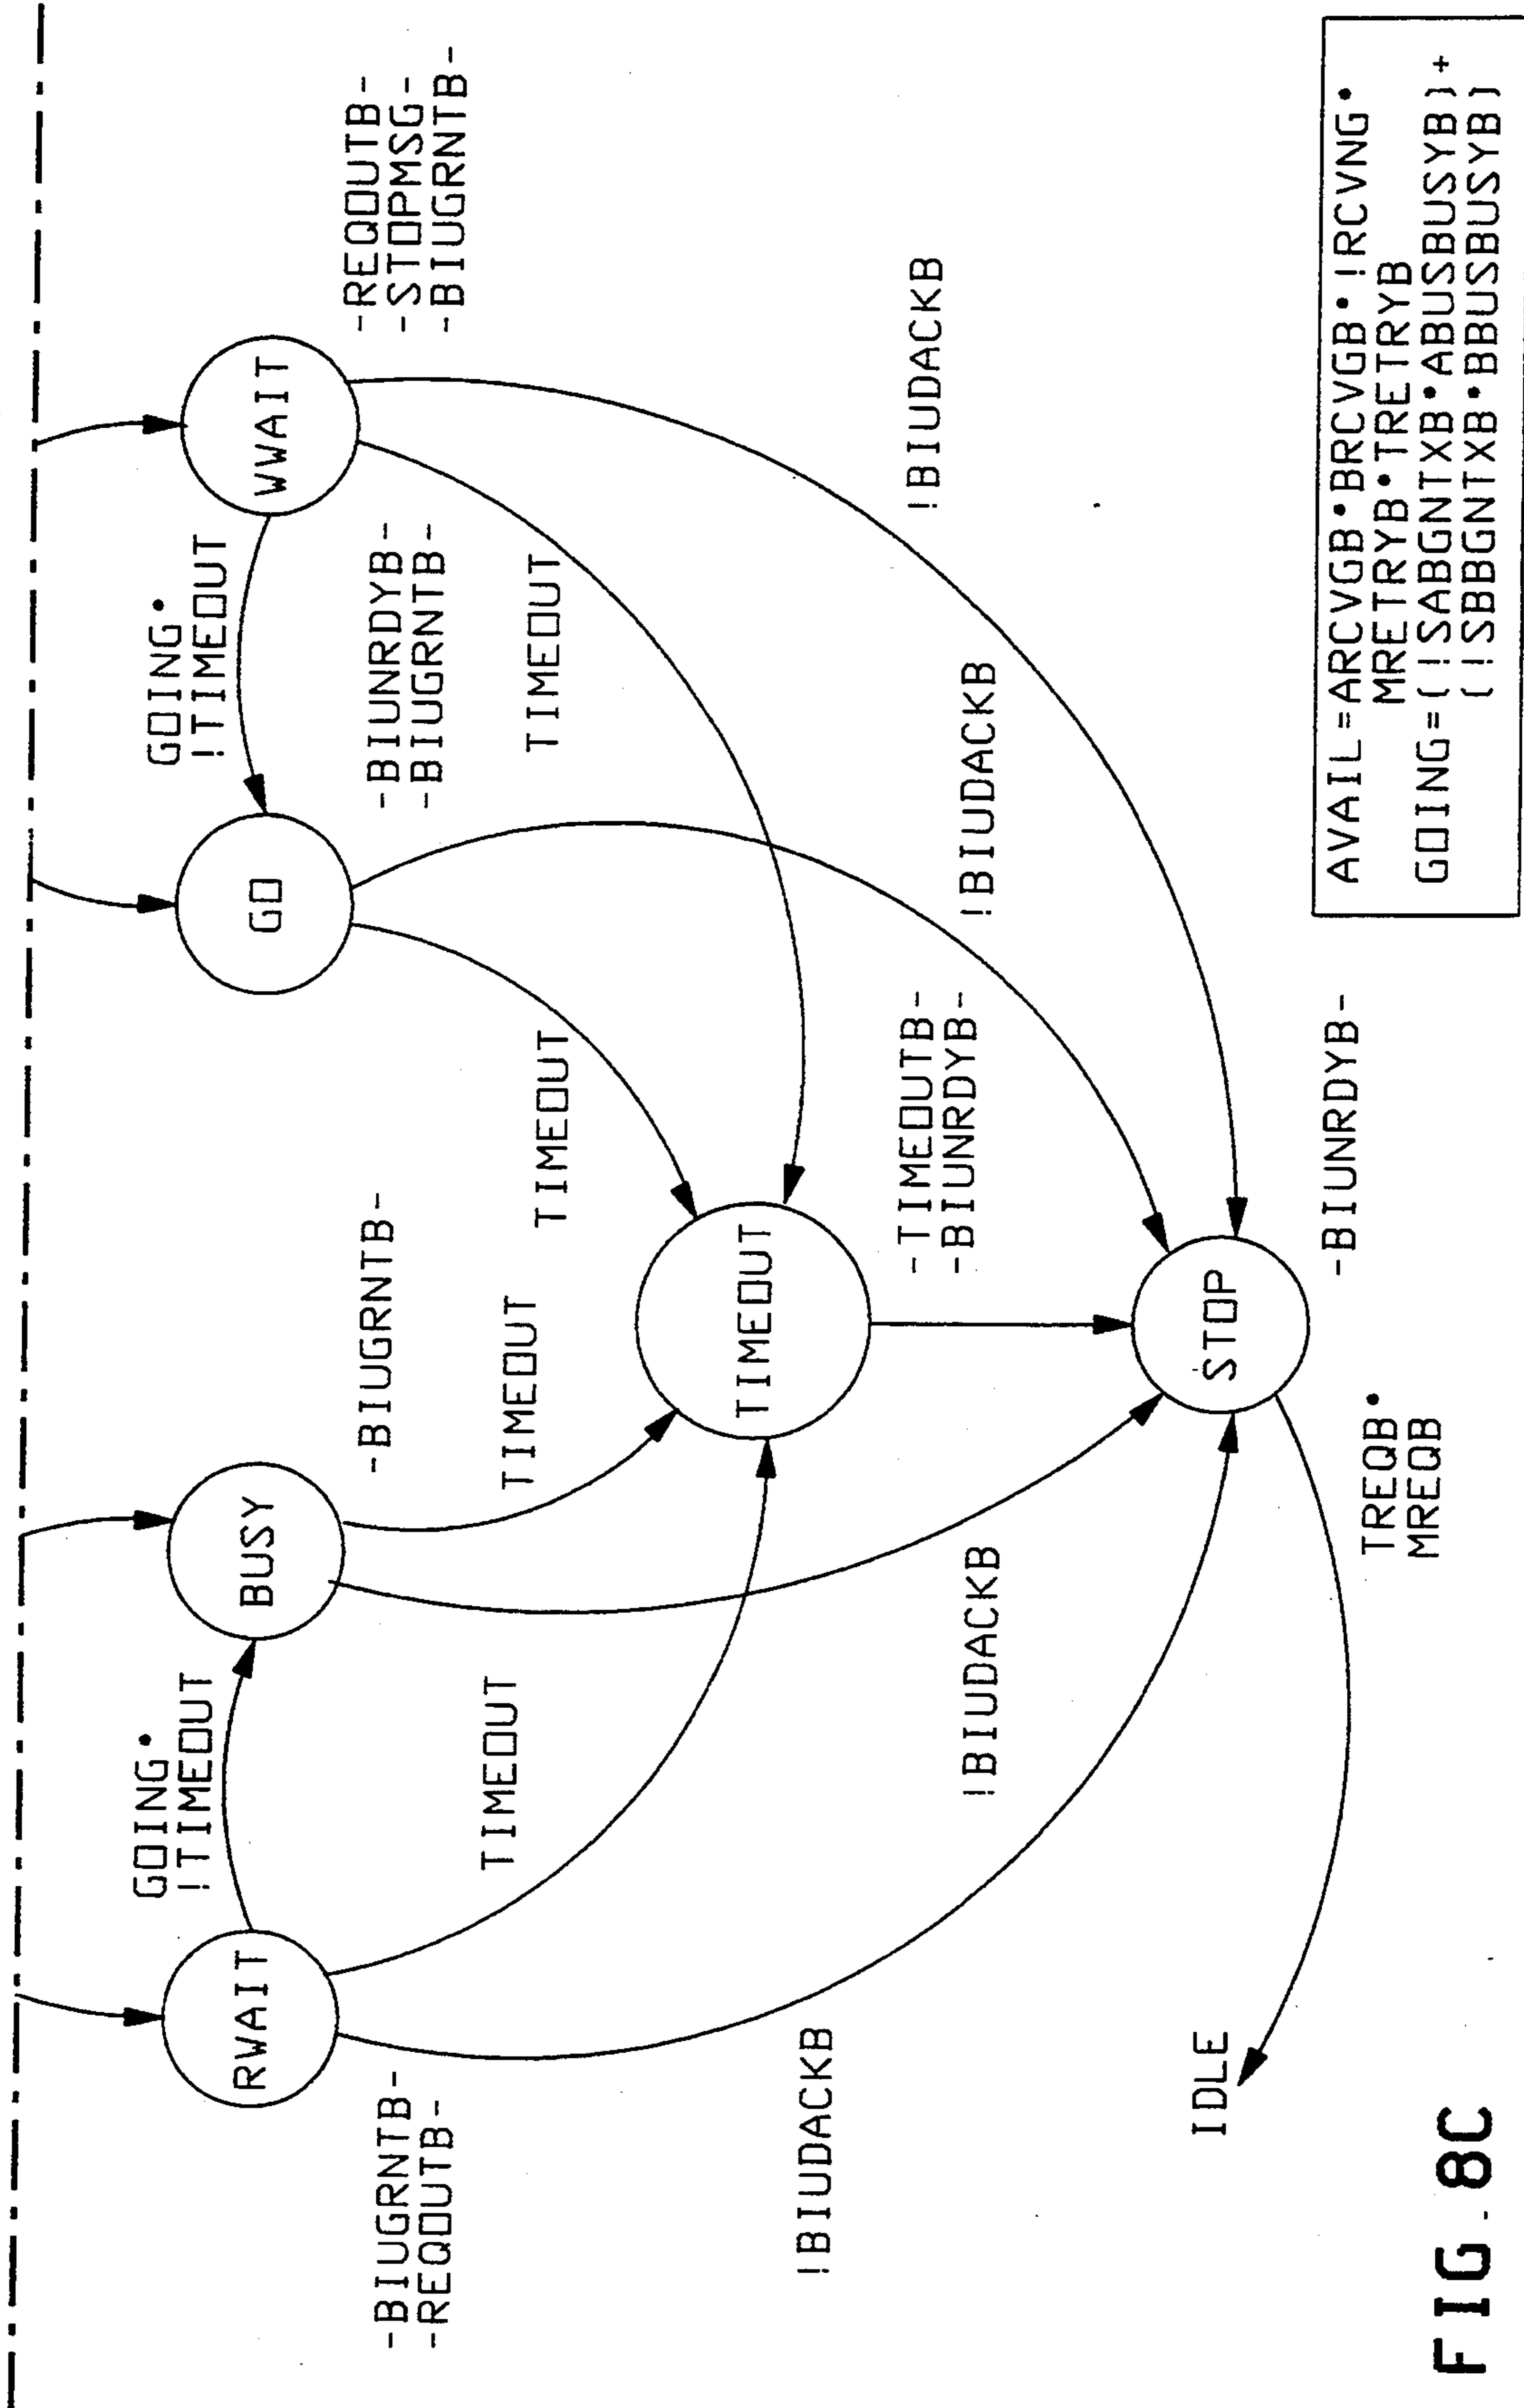 GOING•
!TIMEOUT
GOING•
!TIMEOUT
RWAIT
BUSY
GO
WWAIT
-BIUGRNTB-
-REQOUTB-
-BIUGRNTB-
-BIUNRDYB-
-BIUGRNTB-
-REQOUTB-
-STOPMSG-
-BIUGRNTB-
TIMEOUT
TIMEOUT
TIMEOUT
TIMEOUT
TIMEOUT
!BIUDACKB
!BIUDACKB
-TIMEOUTB-
-BIUNRDYB-
!BIUDACKB
!BIUDACKB
IDLE
STOP
-BIUNRDYB-
TREQB•
MREQB
AVAIL=ARCVGB•BRCVGB•!RCVNG•
MRETRYB•TRETRYB
GOING=(!SABGNTXB•ABUSBUSYB)+
(!SBBGNTXB•BBUSBUSYB)
FIG.8C